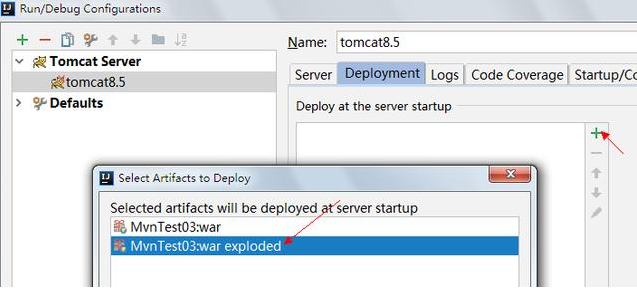 Run/Debug Configurations
Name: tomcat8.5
Tomcat Server
tomcat8.5
Defaults
Server Deployment Logs Code Coverage Startup/Co
Deploy at the server startup
Select Artifacts to Deploy
Selected artifacts will be deployed at server startup
MvnTest03:war
MvnTest03:war exploded